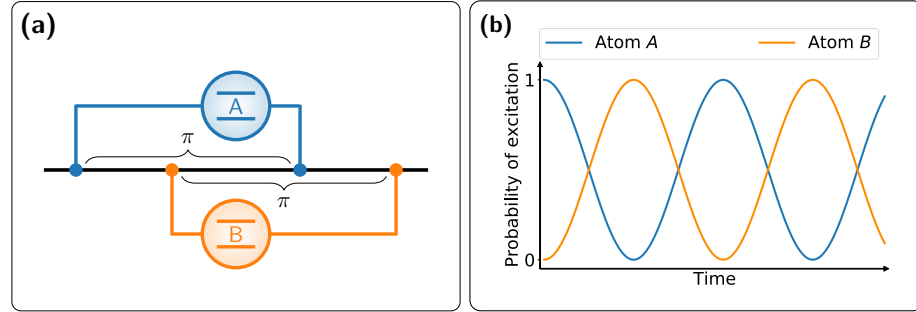 (a)
A
π
π
B
(b)
Atom A
Atom B
Probability of excitation
1
0
Time